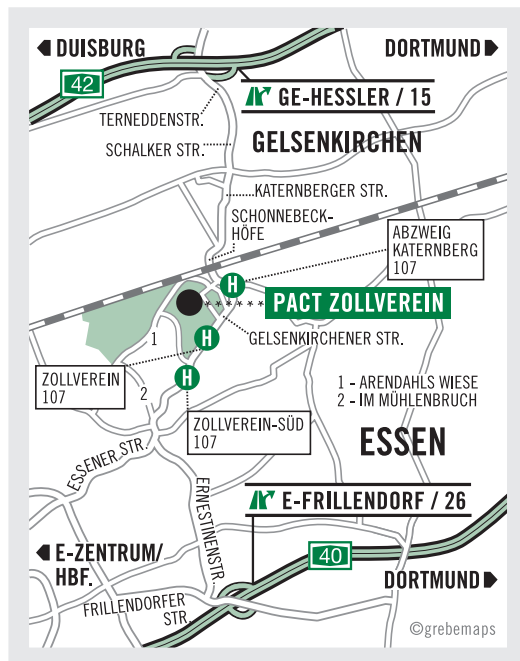 DUISBURG
DORTMUND
42
GE-HESSLER / 15
TERNEDDENSTR.
SCHALKER STR.
GELSENKIRCHEN
KATERNBERGER STR.
SCHONNEBECK-
HÖFE
ABZWEIG
KATERNBERG
107
H
PACT ZOLLVEREIN
GELSENKIRCHENER STR.
1
H
ZOLLVEREIN
107
H
2
1 - ARENDAHLS WIESE
2 - IM MÜHLENBRUCH
ZOLLVEREIN-SÜD
107
ESSEN
ESSENER STR.
ERNESTINENSTR.
E-FRILLENDORF / 26
E-ZENTRUM/
HBF.
40
DORTMUND
FRILLENDORFER
STR.
©grebemaps